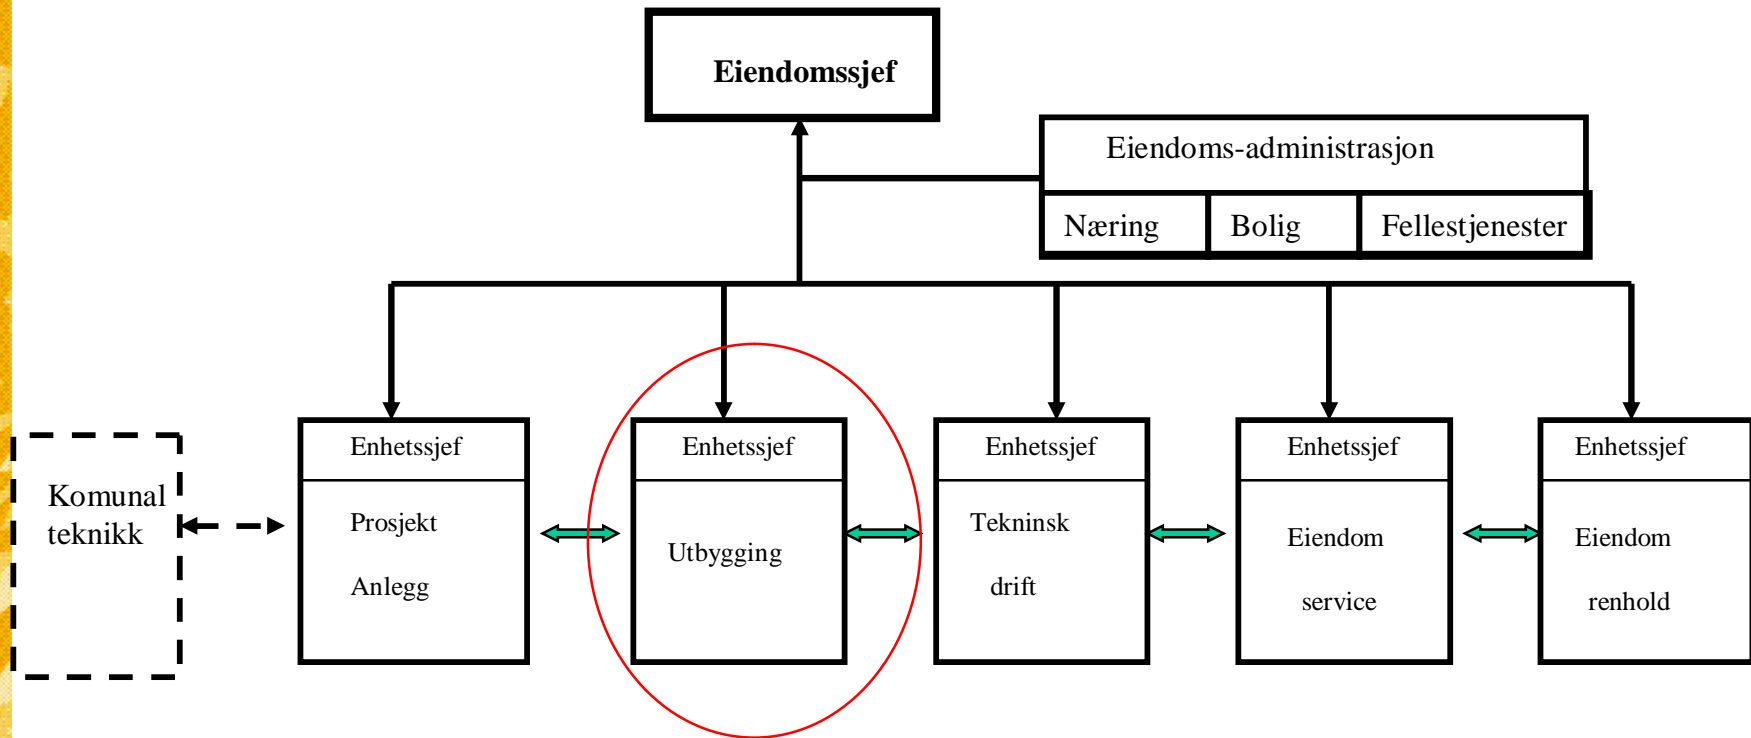 Eiendomssjef
Eiendoms-administrasjon
Næring
Bolig
Fellestjenester
Komunal
teknikk
Enhetssjef
Prosjekt
Anlegg
Enhetssjef
Utbygging
Enhetssjef
Tekninsk
drift
Enhetssjef
Eiendom
service
Enhetssjef
Eiendom
renhold